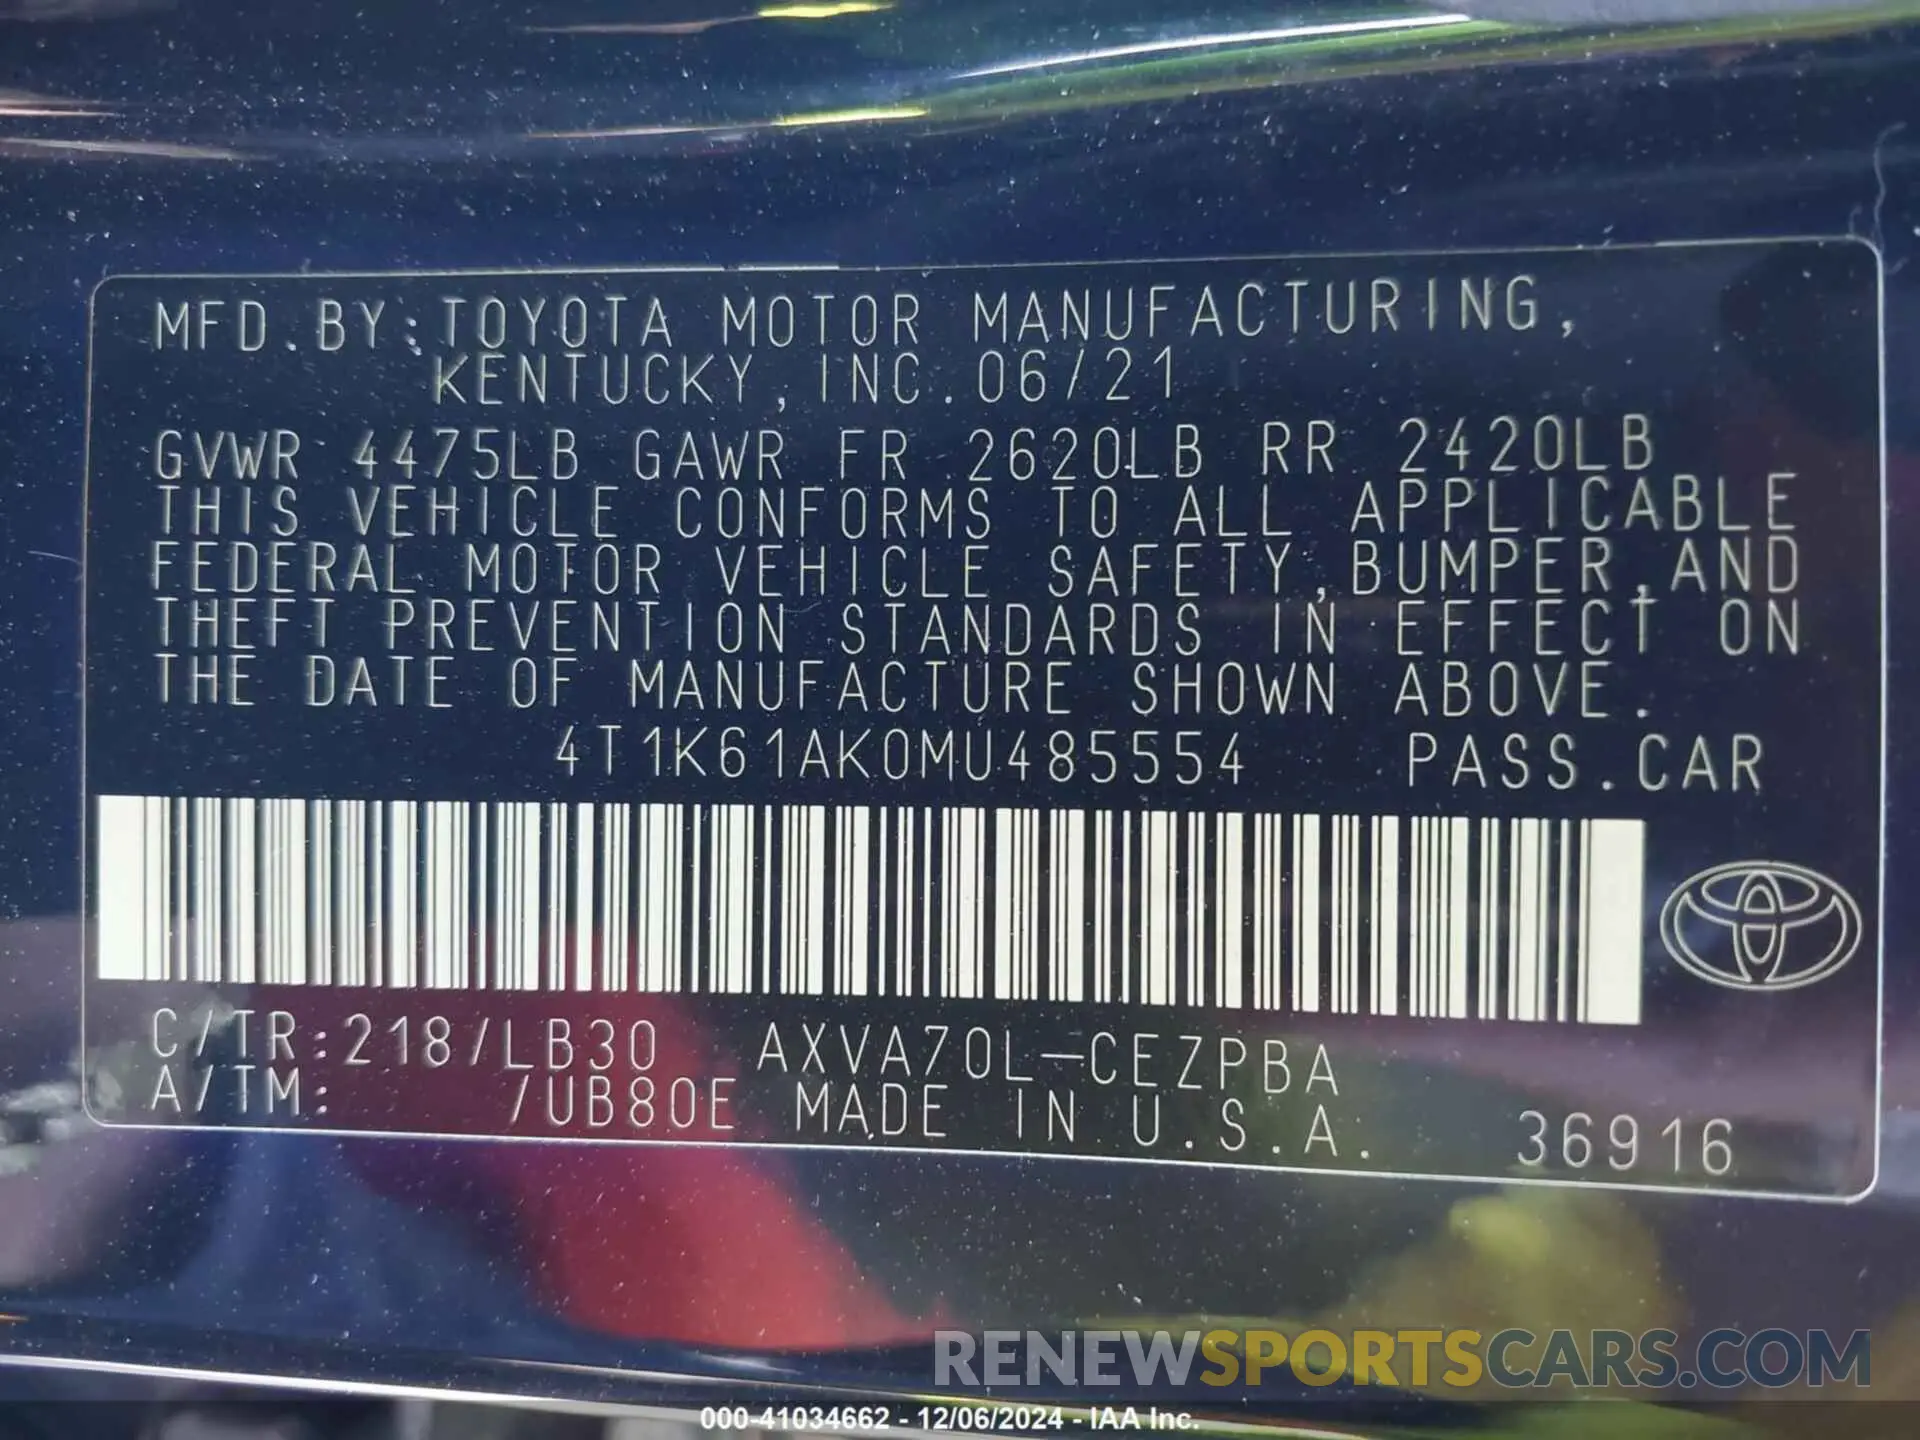 MFD.BY:TOYOTA MOTOR MANUFACTURING,
KENTUCKY, INC. 06/21
GVWR 4475LB GAWR FR 2620LB RR 2420LB
THIS VEHICLE CONFORMS TO ALL APPLICABLE
FEDERAL MOTOR VEHICLE SAFETY, BUMPER, AND
THEFT PREVENTION STANDARDS IN EFFECT ON
THE DATE OF MANUFACTURE SHOWN ABOVE.
4T1K61AK0MU485554 PASS.CAR
C/TR:218/LB30 AXVA70L-CEZPBA
A/TM: /UB80E MADE IN U.S.A. 36916
RENEWSPORTSCARS.COM
000-41034662 - 12/06/2024 - IAA Inc.